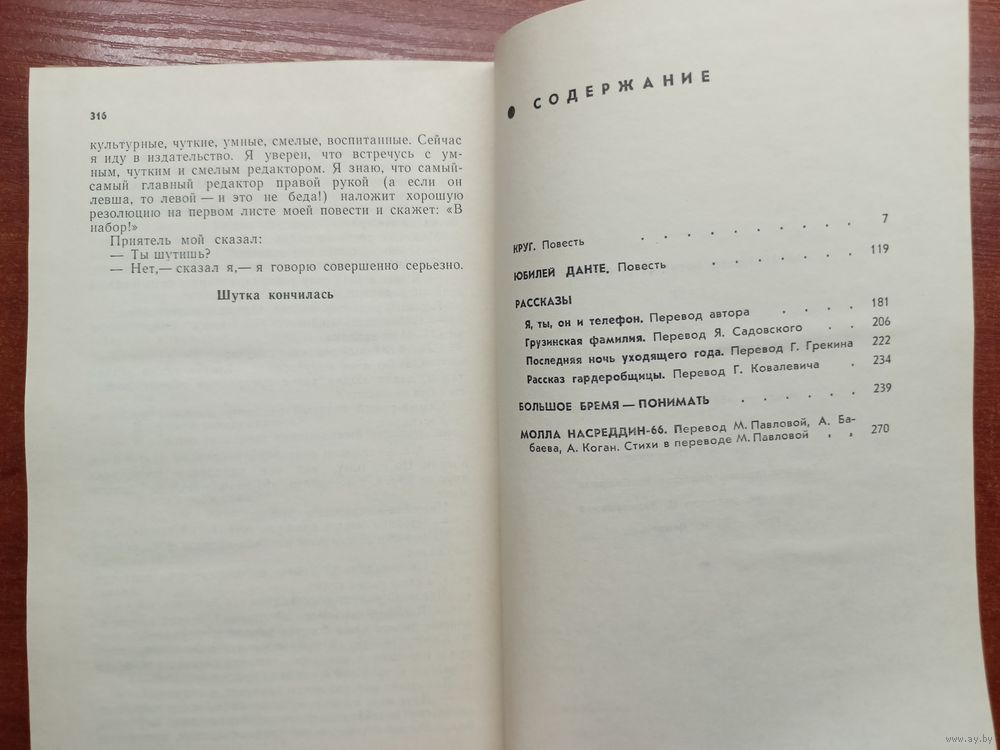 316
культурные, чуткие, умные, смелые, воспитанные. Сейчас
я иду в издательство. Я уверен, что встречусь с ум-
ным, чутким и смелым редактором. Я знаю, что самый-
самый главный редактор правой рукой (а если он
левша, то левой — и это не беда!) наложит хорошую
резолюцию на первом листе моей повести и скажет: «В
набор!»
Приятель мой сказал:
— Ты шутишь?
— Нет,— сказал я,— я говорю совершенно серьезно.
Шутка кончилась
● СОДЕРЖАНИЕ
КРУГ. Повесть . . . . . . . . . 7
ЮБИЛЕЙ ДАНТЕ. Повесть . . . . . . . 119
РАССКАЗЫ
Я, ты, он и телефон. Перевод автора . . . . 181
Грузинская фамилия. Перевод Я. Садовского . . 206
Последняя ночь уходящего года. Перевод Г. Грекина 222
Рассказ гардеробщицы. Перевод Г. Ковалевича . 234
БОЛЬШОЕ БРЕМЯ — ПОНИМАТЬ . . . . . . 239
МОЛЛА НАСРЕДДИН-66. Перевод М. Павловой, А. Ба-
баева, А. Коган. Стихи в переводе М. Павловой . . 270
www.ay.by